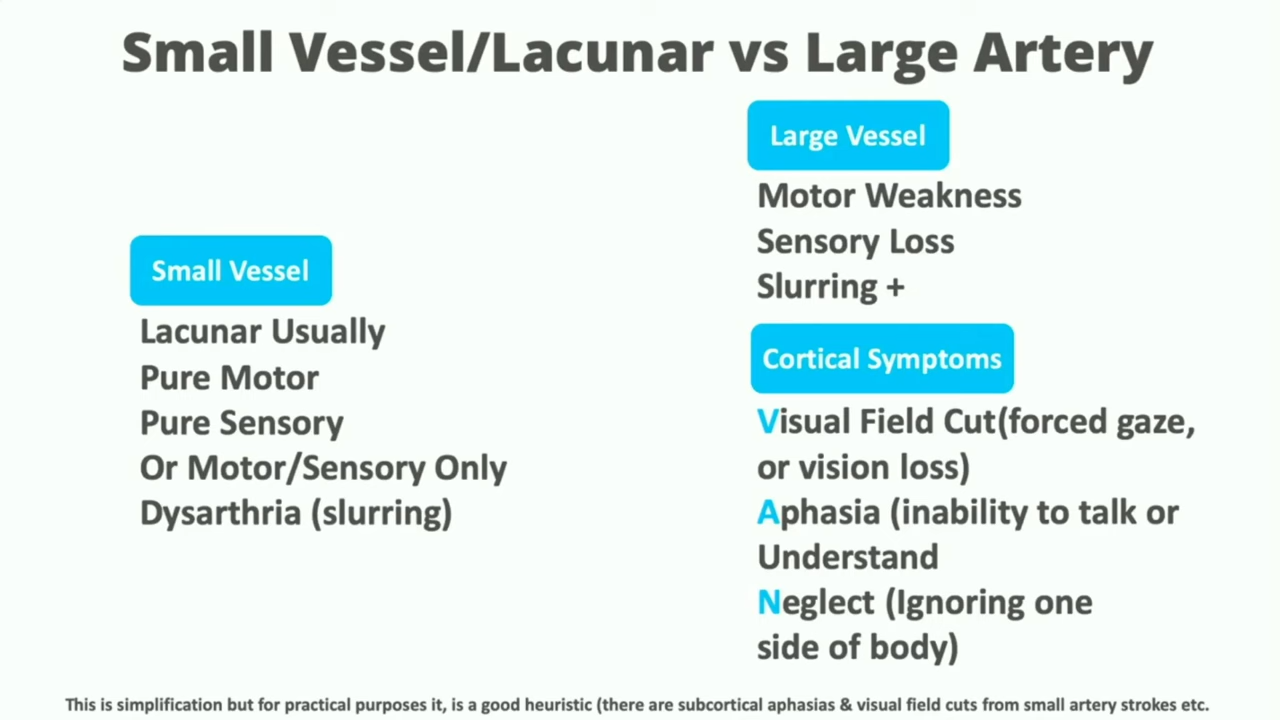 Small Vessel/Lacunar vs Large Artery
Small Vessel
Lacunar Usually
Pure Motor
Pure Sensory
Or Motor/Sensory Only
Dysarthria (slurring)
Large Vessel
Motor Weakness
Sensory Loss
Slurring +
Cortical Symptoms
Visual Field Cut(forced gaze,
or vision loss)
Aphasia (inability to talk or
Understand
Neglect (Ignoring one
side of body)
This is simplification but for practical purposes it, is a good heuristic (there are subcortical aphasias & visual field cuts from small artery strokes etc.